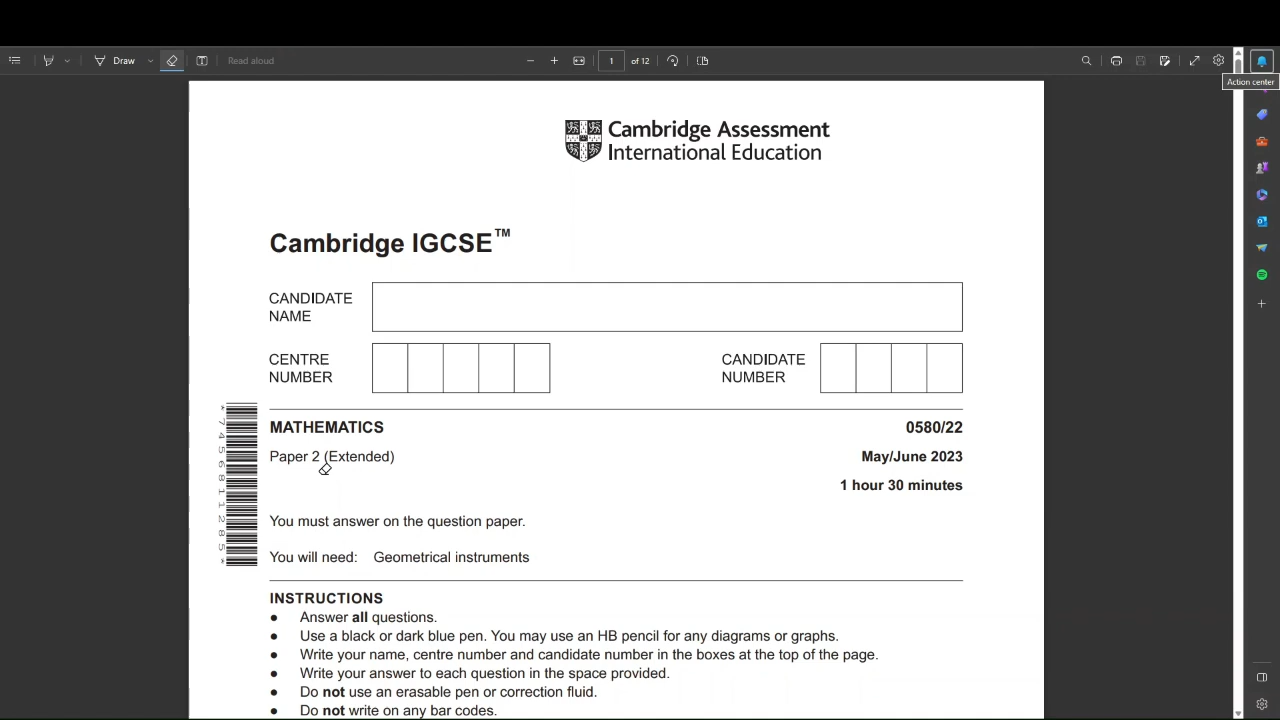 Draw
Read aloud
1 of 12
Action center
Cambridge Assessment
International Education
Cambridge IGCSE™
CANDIDATE
NAME
CENTRE
NUMBER
CANDIDATE
NUMBER
MATHEMATICS 0580/22
Paper 2 (Extended) May/June 2023
1 hour 30 minutes
You must answer on the question paper.
You will need: Geometrical instruments
* 7456811285 *
INSTRUCTIONS
● Answer all questions.
● Use a black or dark blue pen. You may use an HB pencil for any diagrams or graphs.
● Write your name, centre number and candidate number in the boxes at the top of the page.
● Write your answer to each question in the space provided.
● Do not use an erasable pen or correction fluid.
● Do not write on any bar codes.